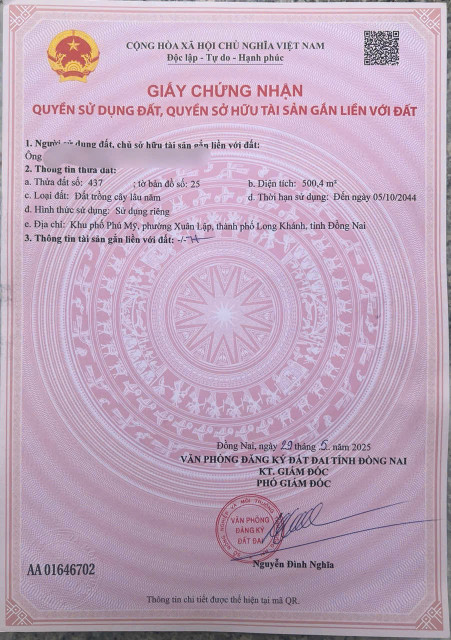 CỘNG HÒA XÃ HỘI CHỦ NGHĨA VIỆT NAM
Độc lập - Tự do - Hạnh phúc
GIẤY CHỨNG NHẬN
QUYỀN SỬ DỤNG ĐẤT, QUYỀN SỞ HỮU TÀI SẢN GẮN LIỀN VỚI ĐẤT
1. Người sử dụng đất, chủ sở hữu tài sản gắn liền với đất:
Ông
2. Thông tin thửa đất:
a. Thửa đất số: 437 ; tờ bản đồ số: 25 b. Diện tích: 500,4 m²
c. Loại đất: Đất trồng cây lâu năm d. Thời hạn sử dụng: Đến ngày 05/10/2044
đ. Hình thức sử dụng: Sử dụng riêng
e. Địa chỉ: Khu phố Phú Mỹ, phường Xuân Lập, thành phố Long Khánh, tỉnh Đồng Nai
3. Thông tin tài sản gắn liền với đất: -/-
Đồng Nai, ngày 29 tháng 5 năm 2025
VĂN PHÒNG ĐĂNG KÝ ĐẤT ĐAI TỈNH ĐỒNG NAI
KT. GIÁM ĐỐC
PHÓ GIÁM ĐỐC
VĂN PHÒNG
ĐĂNG KÝ
ĐẤT ĐAI
Nguyễn Đình Nghĩa
AA 01646702
Thông tin chi tiết được thể hiện tại mã QR.